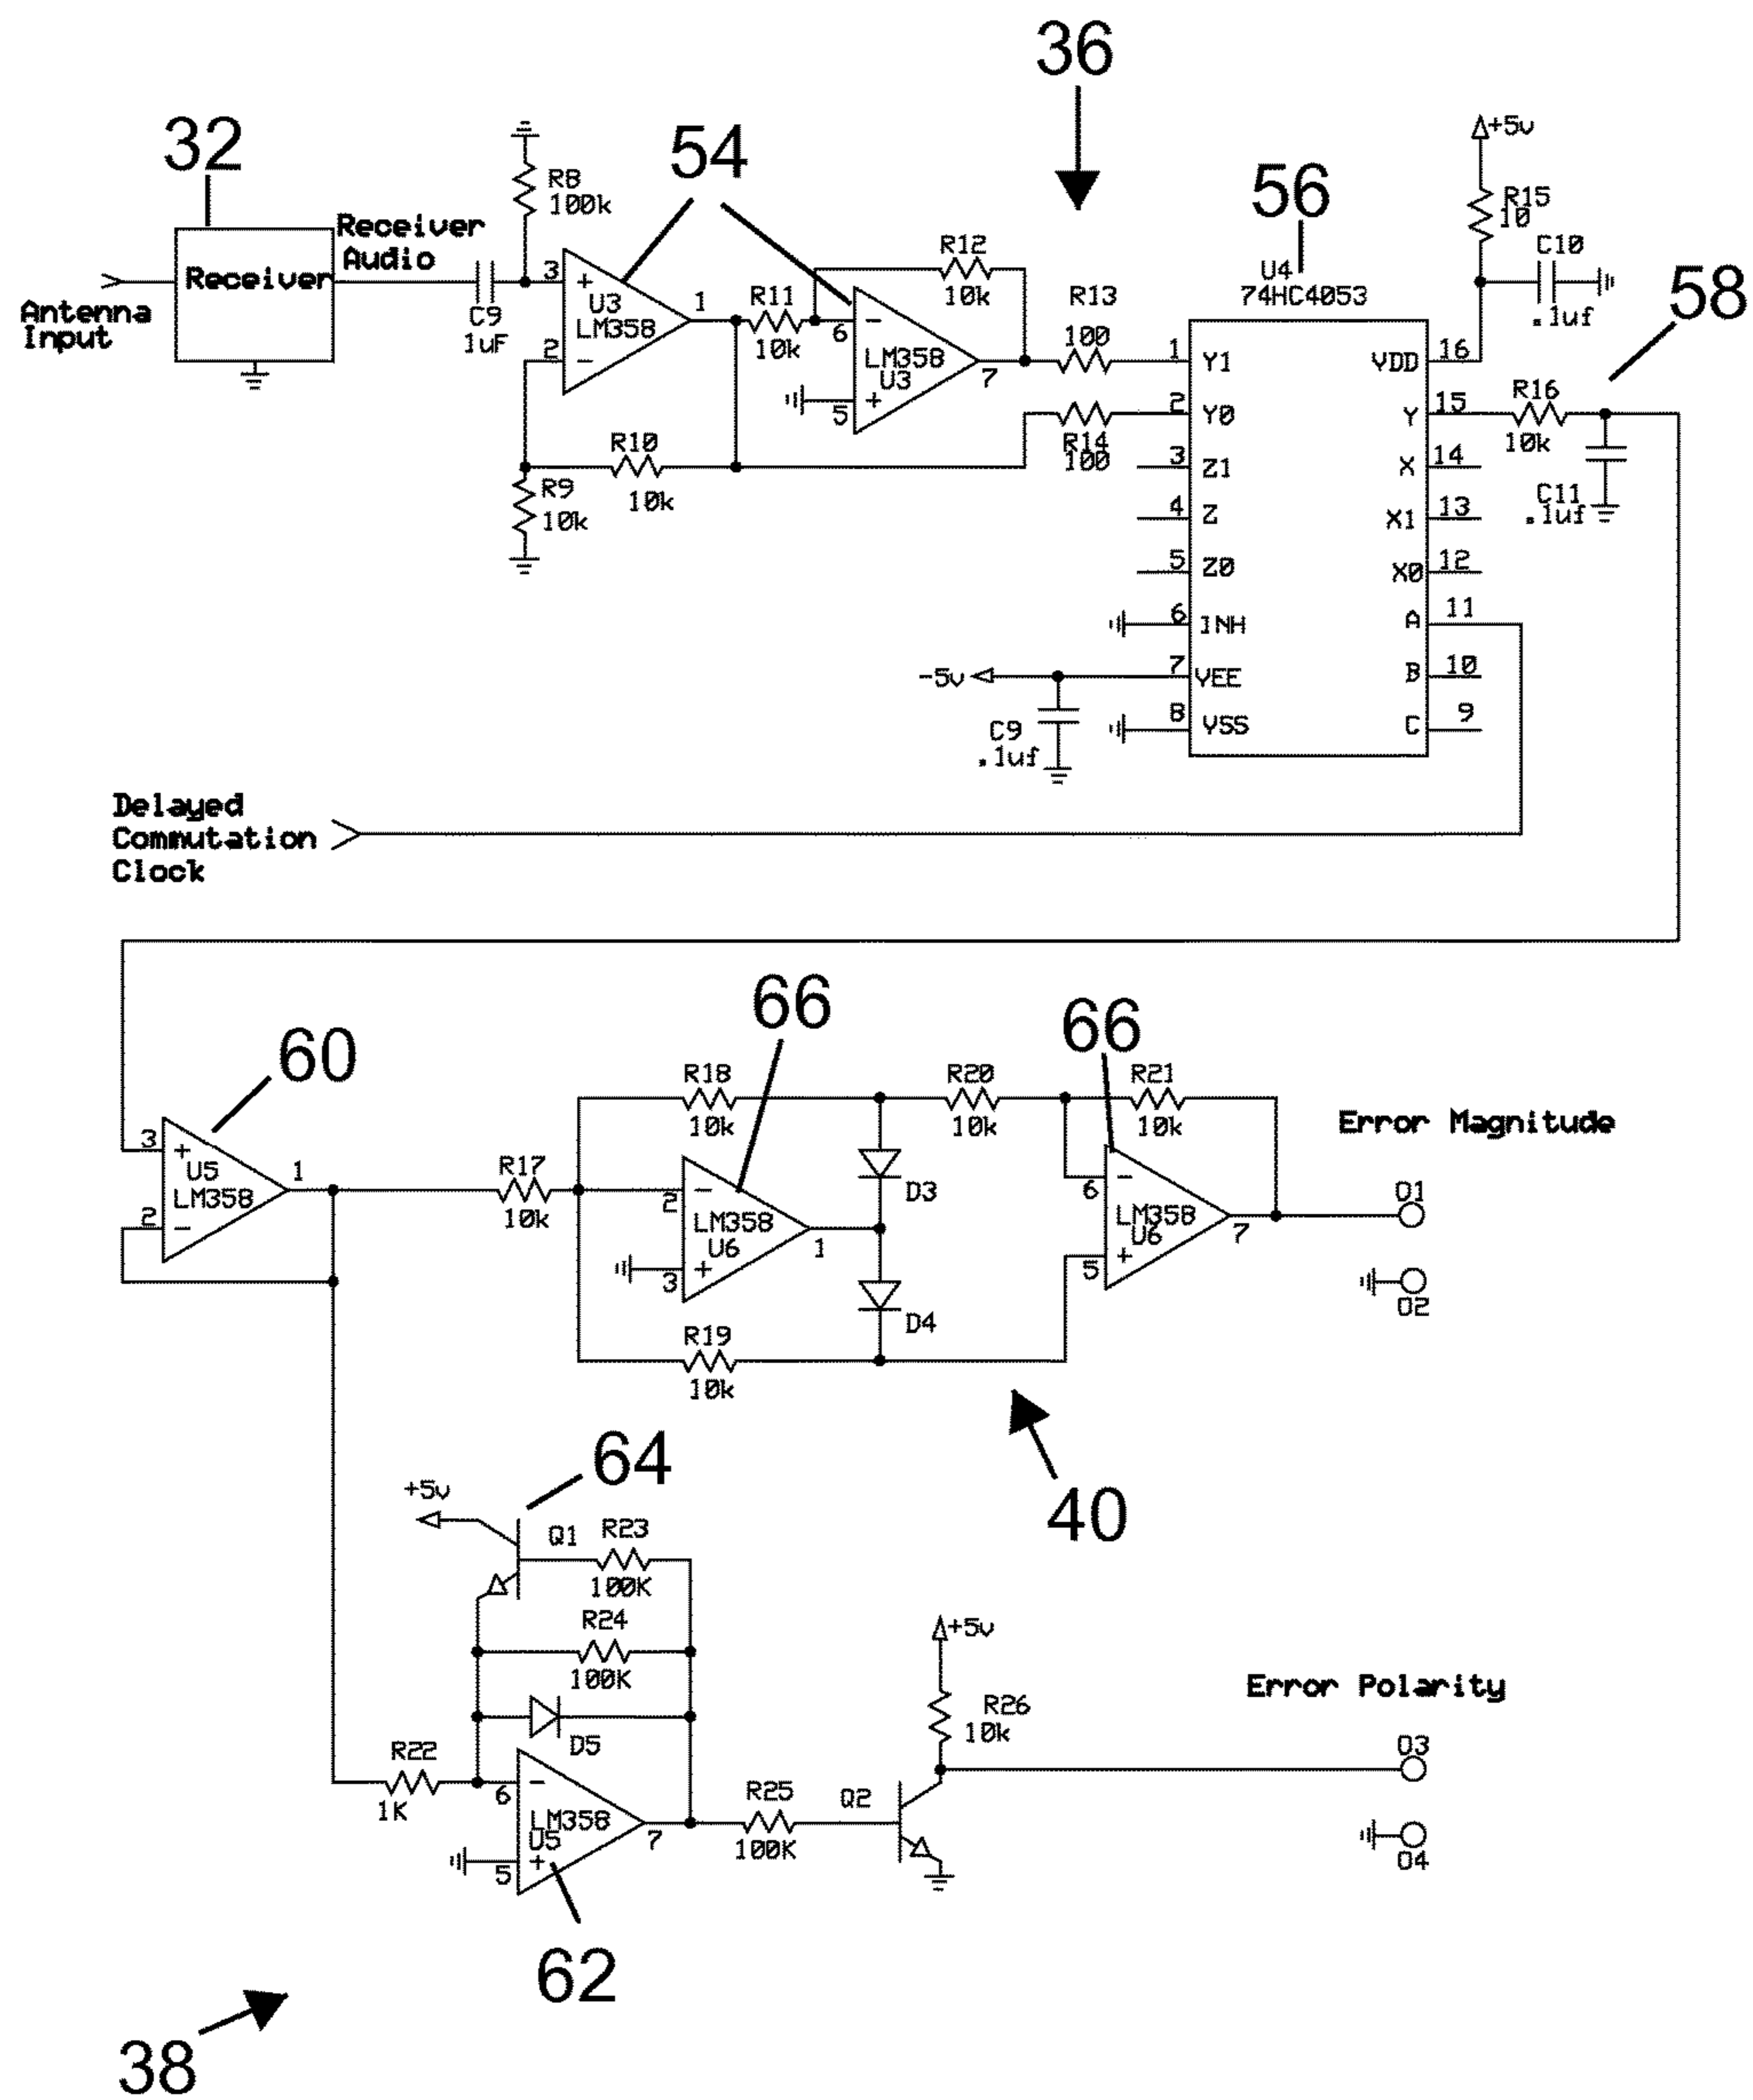 36
32
54
56
58
+5v
R15
10
C10
.1uf
R8
100k
Receiver
Audio
Receiver
Antenna
Input
C9
1uF
3
+
U3
LM358
2
-
1
R11
10k
R12
10k
6
-
LM358
U3
5
+
7
R13
100
R14
100
R10
10k
R9
10k
U4
74HC4053
1 Y1 VDD 16
2 Y0 Y 15
3 Z1 X 14
4 Z X1 13
5 Z0 X0 12
6 INH A 11
7 VEE B 10
8 VSS C 9
R16
10k
C11
.1uf
-5v
C9
.1uf
Delayed
Commutation
Clock
60
66
66
3
+
U5
LM358
2
-
1
R17
10k
R18
10k
2
-
LM358
U6
3
+
1
D3
D4
R19
10k
R20
10k
R21
10k
6
-
LM358
U6
5
+
7
Error Magnitude
O1
O2
40
64
+5v
Q1
R23
100K
R24
100K
D5
R22
1K
6
-
LM358
U5
5
+
7
R25
100K
Q2
+5v
R26
10k
Error Polarity
O3
O4
62
38